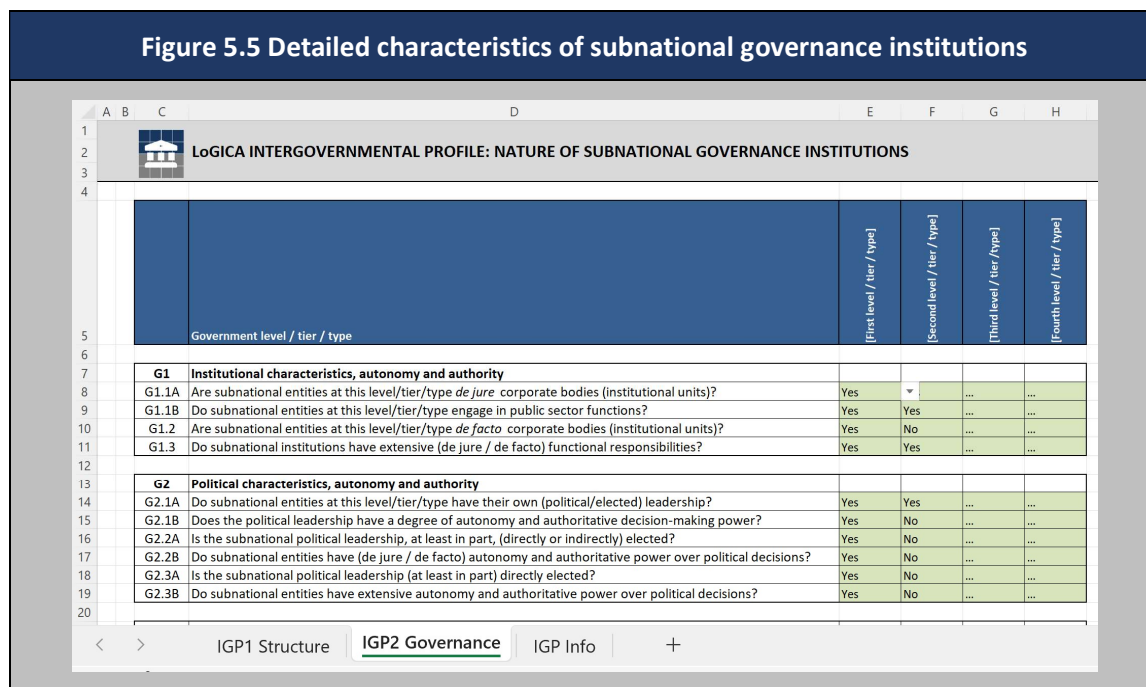 Figure 5.5 Detailed characteristics of subnational governance institutions
A B C D E F G H
1
2 LoGICA INTERGOVERNMENTAL PROFILE: NATURE OF SUBNATIONAL GOVERNANCE INSTITUTIONS
3
4
[First level / tier / type]
[Second level / tier / type]
[Third level / tier /type]
[Fourth level / tier / type]
5 Government level / tier / type
6
7 G1 Institutional characteristics, autonomy and authority
8 G1.1A Are subnational entities at this level/tier/type de jure corporate bodies (institutional units)? Yes ... ...
9 G1.1B Do subnational entities at this level/tier/type engage in public sector functions? Yes Yes ... ...
10 G1.2 Are subnational entities at this level/tier/type de facto corporate bodies (institutional units)? Yes No ... ...
11 G1.3 Do subnational institutions have extensive (de jure / de facto) functional responsibilities? Yes Yes ... ...
12
13 G2 Political characteristics, autonomy and authority
14 G2.1A Do subnational entities at this level/tier/type have their own (political/elected) leadership? Yes Yes ... ...
15 G2.1B Does the political leadership have a degree of autonomy and authoritative decision-making power? Yes No ... ...
16 G2.2A Is the subnational political leadership, at least in part, (directly or indirectly) elected? Yes No ... ...
17 G2.2B Do subnational entities have (de jure / de facto) autonomy and authoritative power over political decisions? Yes No ... ...
18 G2.3A Is the subnational political leadership (at least in part) directly elected? Yes No ... ...
19 G2.3B Do subnational entities have extensive autonomy and authoritative power over political decisions? Yes No ... ...
20
< > IGP1 Structure IGP2 Governance IGP Info +